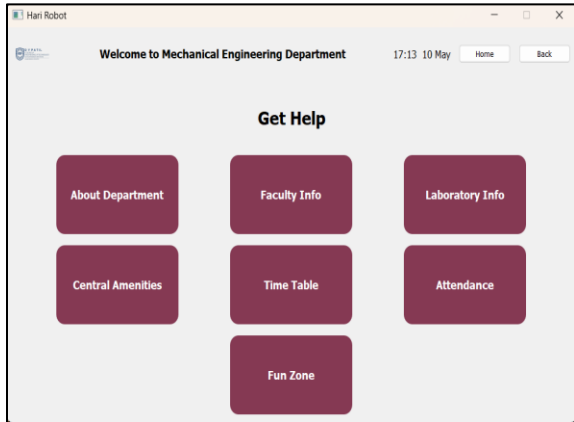 Hari Robot
Welcome to Mechanical Engineering Department 17:13 10 May Home Back
Get Help
About Department Faculty Info Laboratory Info
Central Amenities Time Table Attendance
Fun Zone